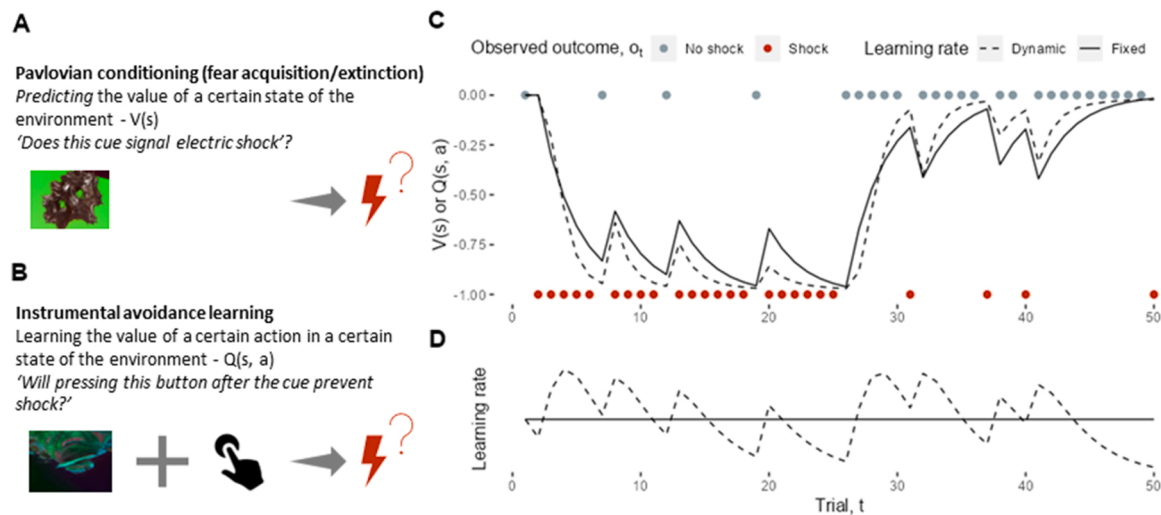 A
Pavlovian conditioning (fear acquisition/extinction)
Predicting the value of a certain state of the
environment - V(s)
‘Does this cue signal electric shock’?
?
B
Instrumental avoidance learning
Learning the value of a certain action in a certain
state of the environment - Q(s, a)
‘Will pressing this button after the cue prevent
shock?’
?
C
Observed outcome, ot No shock Shock Learning rate Dynamic Fixed
V(s) or Q(s, a)
0.00
-0.25
-0.50
-0.75
-1.00
0 10 20 30 40 50
D
Learning rate
0 10 20 30 40 50
Trial, t